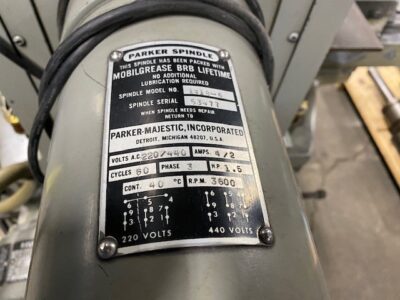 PARKER SPINDLE
THIS SPINDLE HAS BEEN PACKED WITH
MOBILGREASE BRB LIFETIME
NO ADDITIONAL
LUBRICATION REQUIRED
SPINDLE MODEL NO.
SPINDLE SERIAL 53477
WHEN SPINDLE NEEDS REPAIR
RETURN TO
PARKER-MAJESTIC, INCORPORATED
DETROIT, MICHIGAN 48207, U.S.A.
VOLTS A.C. 220/440 AMPS. 4/2
CYCLES 60 PHASE 3 H.P. 1.5
CONT. 40 °C R.P.M. 3600
220 VOLTS 440 VOLTS